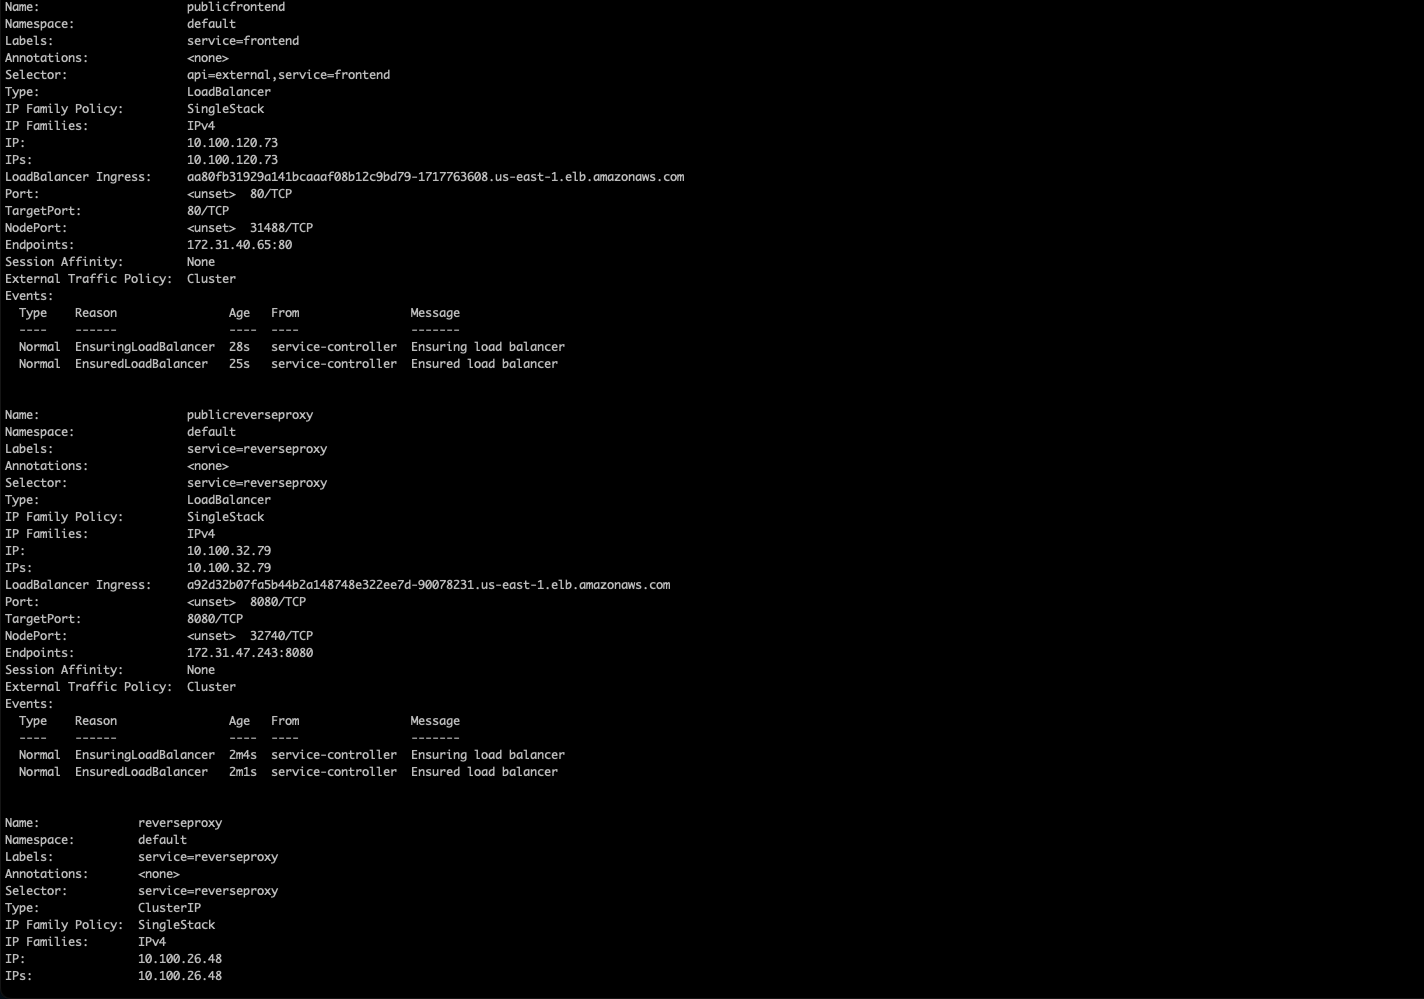 Name:                     publicfrontend
Namespace:                default
Labels:                   service=frontend
Annotations:              <none>
Selector:                 api=external,service=frontend
Type:                     LoadBalancer
IP Family Policy:         SingleStack
IP Families:              IPv4
IP:                       10.100.120.73
IPs:                      10.100.120.73
LoadBalancer Ingress:     aa80fb31929a141bcaaaf08b12c9bd79-1717763608.us-east-1.elb.amazonaws.com
Port:                     <unset>  80/TCP
TargetPort:               80/TCP
NodePort:                 <unset>  31488/TCP
Endpoints:                172.31.40.65:80
Session Affinity:         None
External Traffic Policy:  Cluster
Events:
  Type    Reason                Age   From                Message
  ----    ------                ----  ----                -------
  Normal  EnsuringLoadBalancer  28s   service-controller  Ensuring load balancer
  Normal  EnsuredLoadBalancer   25s   service-controller  Ensured load balancer
Name:                     publicreverseproxy
Namespace:                default
Labels:                   service=reverseproxy
Annotations:              <none>
Selector:                 service=reverseproxy
Type:                     LoadBalancer
IP Family Policy:         SingleStack
IP Families:              IPv4
IP:                       10.100.32.79
IPs:                      10.100.32.79
LoadBalancer Ingress:     a92d32b07fa5b44b2a148748e322ee7d-90078231.us-east-1.elb.amazonaws.com
Port:                     <unset>  8080/TCP
TargetPort:               8080/TCP
NodePort:                 <unset>  32740/TCP
Endpoints:                172.31.47.243:8080
Session Affinity:         None
External Traffic Policy:  Cluster
Events:
  Type    Reason                Age   From                Message
  ----    ------                ----  ----                -------
  Normal  EnsuringLoadBalancer  2m4s  service-controller  Ensuring load balancer
  Normal  EnsuredLoadBalancer   2m1s  service-controller  Ensured load balancer
Name:              reverseproxy
Namespace:         default
Labels:            service=reverseproxy
Annotations:       <none>
Selector:          service=reverseproxy
Type:              ClusterIP
IP Family Policy:  SingleStack
IP Families:       IPv4
IP:                10.100.26.48
IPs:               10.100.26.48